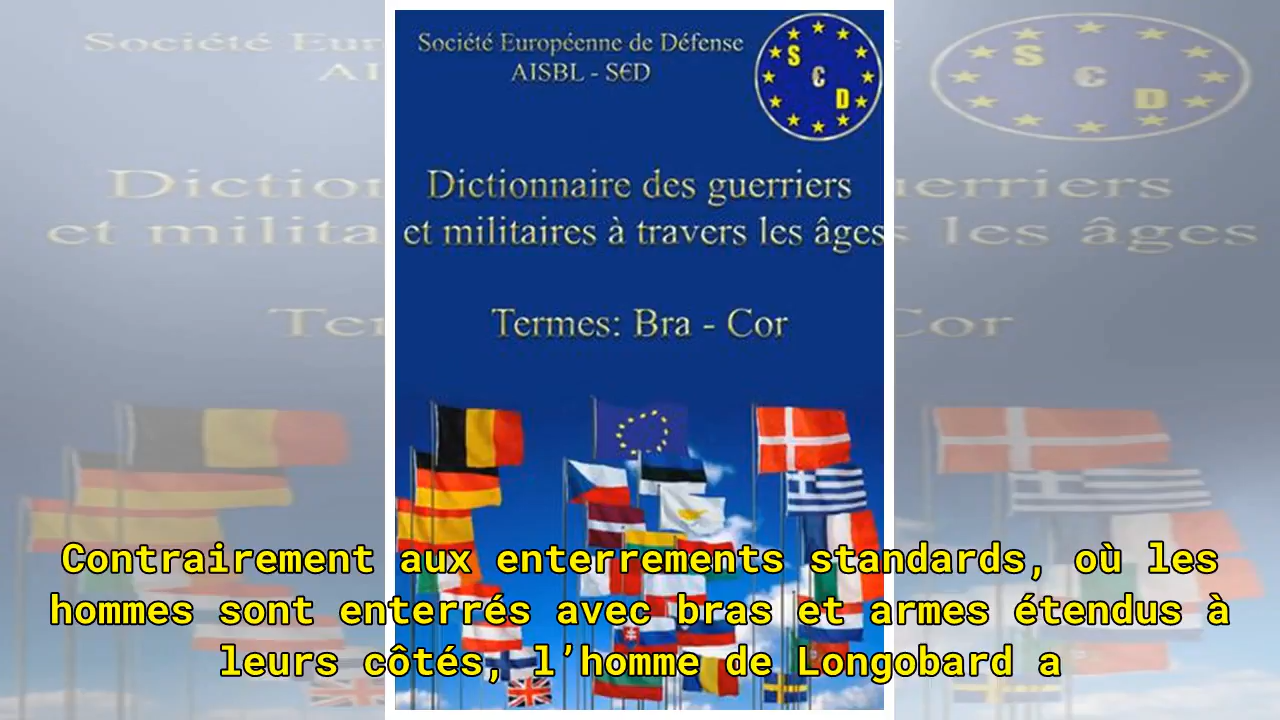 Société Européenne de Défense
AISBL - S€D
S
€
D
Dictionnaire des guerriers
et militaires à travers les âges
Termes: Bra - Cor
Contrairement aux enterrements standards, où les
hommes sont enterrés avec bras et armes étendus à
leurs côtés, l’homme de Longobard a